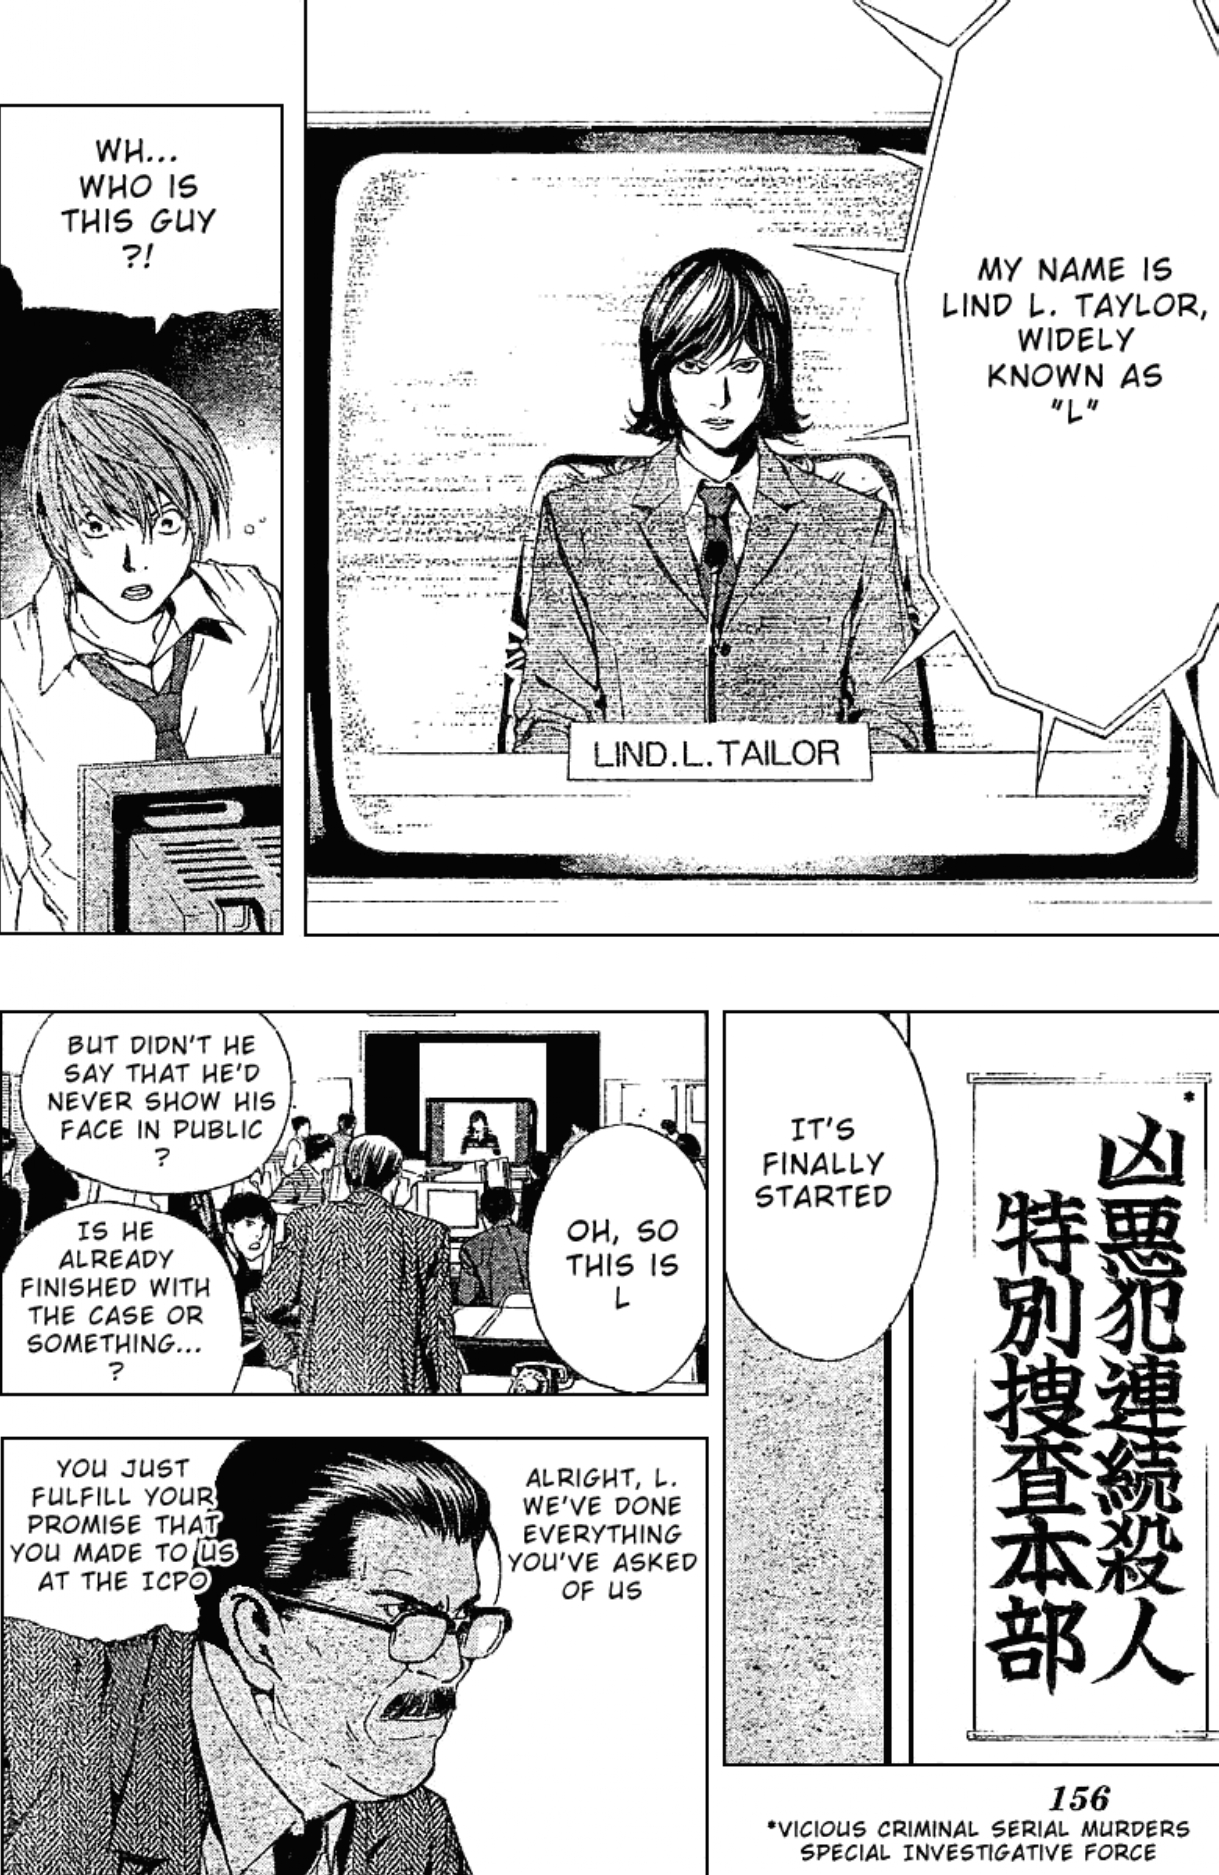 MY NAME IS
LIND L. TAYLOR,
WIDELY
KNOWN AS
"L"
LIND.L.TAILOR
WH...
WHO IS
THIS GUY
?!
*
凶悪犯連続殺人
特別捜査本部
IT'S
FINALLY
STARTED
OH, SO
THIS IS
L
BUT DIDN'T HE
SAY THAT HE'D
NEVER SHOW HIS
FACE IN PUBLIC
?
IS HE
ALREADY
FINISHED WITH
THE CASE OR
SOMETHING...
?
ALRIGHT, L.
WE'VE DONE
EVERYTHING
YOU'VE ASKED
OF US
YOU JUST
FULFILL YOUR
PROMISE THAT
YOU MADE TO US
AT THE ICPO
156
*VICIOUS CRIMINAL SERIAL MURDERS
SPECIAL INVESTIGATIVE FORCE